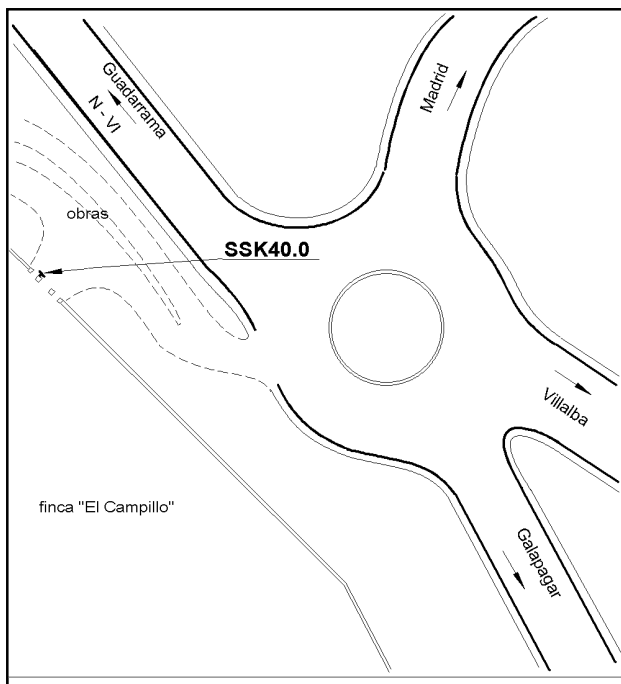 Guadarrama
N - VI
Madrid
obras
SSK40.0
Villalba
finca "El Campillo"
Galapagar